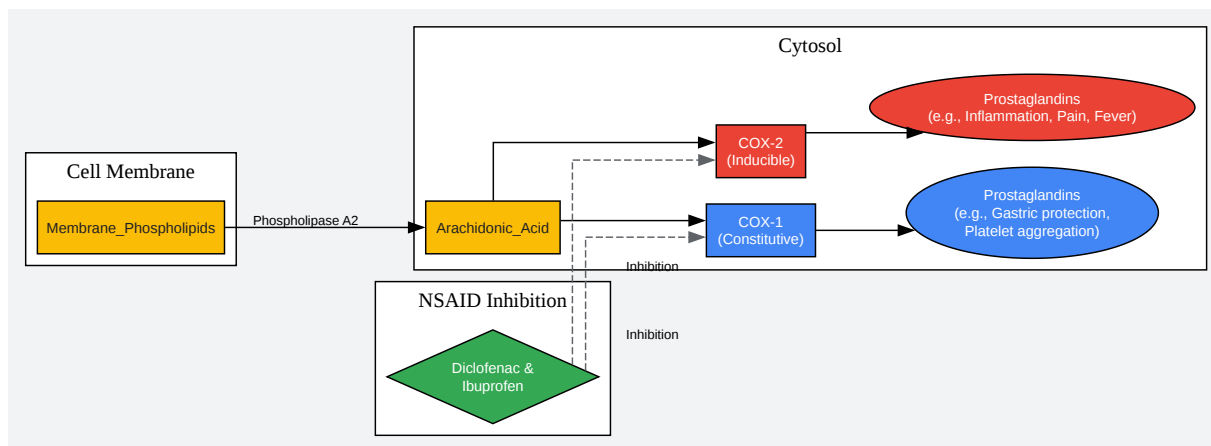 Cell Membrane
Membrane_Phospholipids
Phospholipase A2
Cytosol
Arachidonic_Acid
COX-2
(Inducible)
Prostaglandins
(e.g., Inflammation, Pain, Fever)
COX-1
(Constitutive)
Prostaglandins
(e.g., Gastric protection,
Platelet aggregation)
Inhibition
NSAID Inhibition
Inhibition
Diclofenac &
Ibuprofen